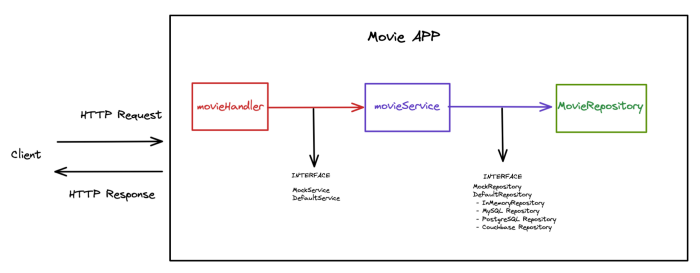 Movie APP
movieHandler
movieService
MovieRepository
HTTP Request
Client
HTTP Response
INTERFACE
MockService
DefaultService
INTERFACE
MockRepository
DefaultRepository
- InMemoryRepository
- MySQL Repository
- PostgreSQL Repository
- Couchbase Repository